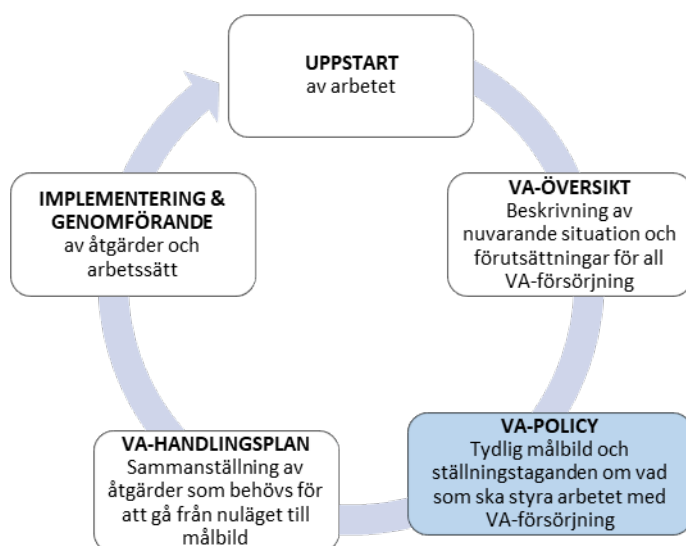 UPPSTART
av arbetet
VA-ÖVERSIKT
Beskrivning av
nuvarande situation och
förutsättningar för all
VA-försörjning
VA-POLICY
Tydlig målbild och
ställningstaganden om vad
som ska styra arbetet med
VA-försörjning
VA-HANDLINGSPLAN
Sammanställning av
åtgärder som behövs för
att gå från nuläget till
målbild
IMPLEMENTERING &
GENOMFÖRANDE
av åtgärder och
arbetssätt